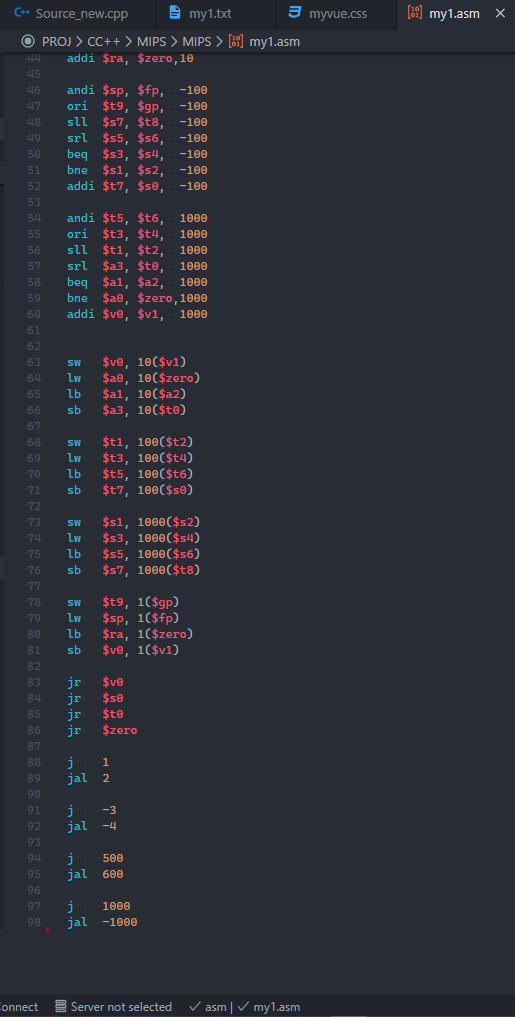 Source_new.cpp my1.txt myvue.css my1.asm
PROJ > CC++ > MIPS > MIPS > my1.asm
44 addi $ra, $zero,10
45
46 andi $sp, $fp, -100
47 ori $t9, $gp, -100
48 sll $s7, $t8, -100
49 srl $s5, $s6, -100
50 beq $s3, $s4, -100
51 bne $s1, $s2, -100
52 addi $t7, $s0, -100
53
54 andi $t5, $t6, 1000
55 ori $t3, $t4, 1000
56 sll $t1, $t2, 1000
57 srl $a3, $t0, 1000
58 beq $a1, $a2, 1000
59 bne $a0, $zero,1000
60 addi $v0, $v1, 1000
61
62
63 sw $v0, 10($v1)
64 lw $a0, 10($zero)
65 lb $a1, 10($a2)
66 sb $a3, 10($t0)
67
68 sw $t1, 100($t2)
69 lw $t3, 100($t4)
70 lb $t5, 100($t6)
71 sb $t7, 100($s0)
72
73 sw $s1, 1000($s2)
74 lw $s3, 1000($s4)
75 lb $s5, 1000($s6)
76 sb $s7, 1000($t8)
77
78 sw $t9, 1($gp)
79 lw $sp, 1($fp)
80 lb $ra, 1($zero)
81 sb $v0, 1($v1)
82
83 jr $v0
84 jr $s0
85 jr $t0
86 jr $zero
87
88 j 1
89 jal 2
90
91 j -3
92 jal -4
93
94 j 500
95 jal 600
96
97 j 1000
98 jal -1000
onnect Server not selected asm | my1.asm